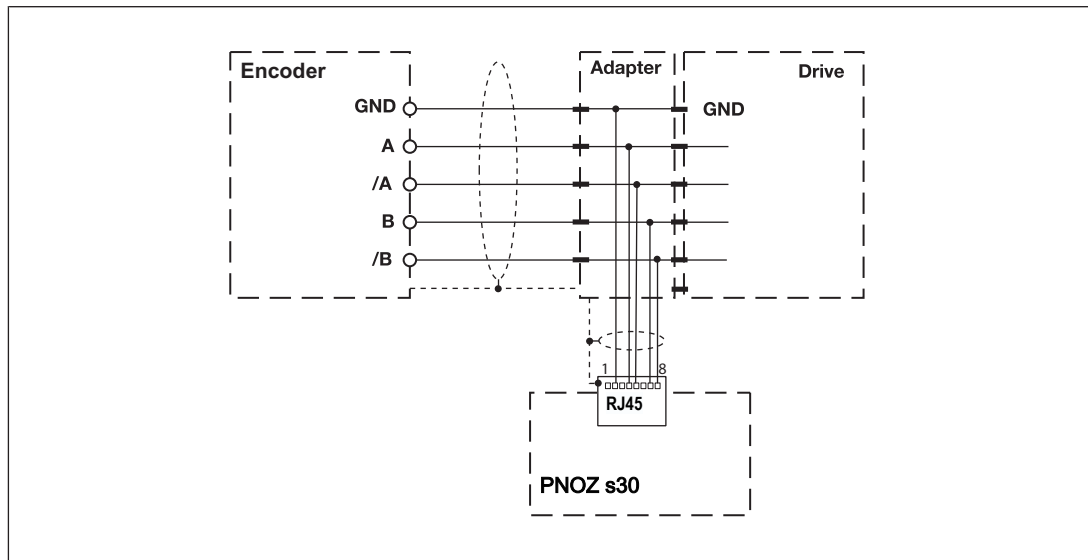 Encoder
Adapter
Drive
GND
GND
A
/A
B
/B
1
8
RJ45
PNOZ s30